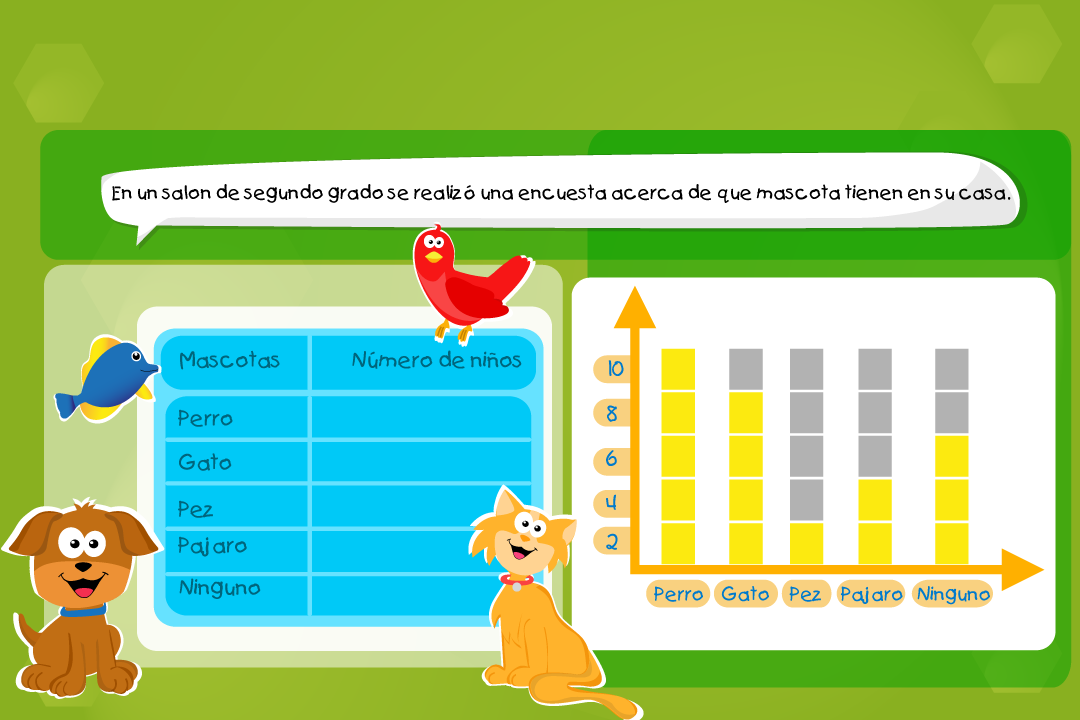 En un salon de segundo grado se realizó una encuesta acerca de que mascota tienen en su casa.
Mascotas Número de niños
Perro
Gato
Pez
Pajaro
Ninguno
10
8
6
4
2
Perro Gato Pez Pajaro Ninguno